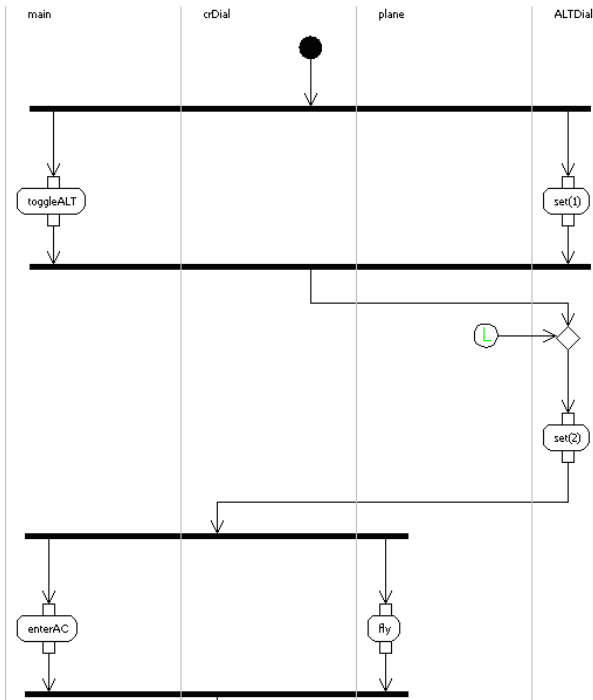 main
crDial
plane
ALTDial
toggleALT
set(1)
L
set(2)
enterAC
fly